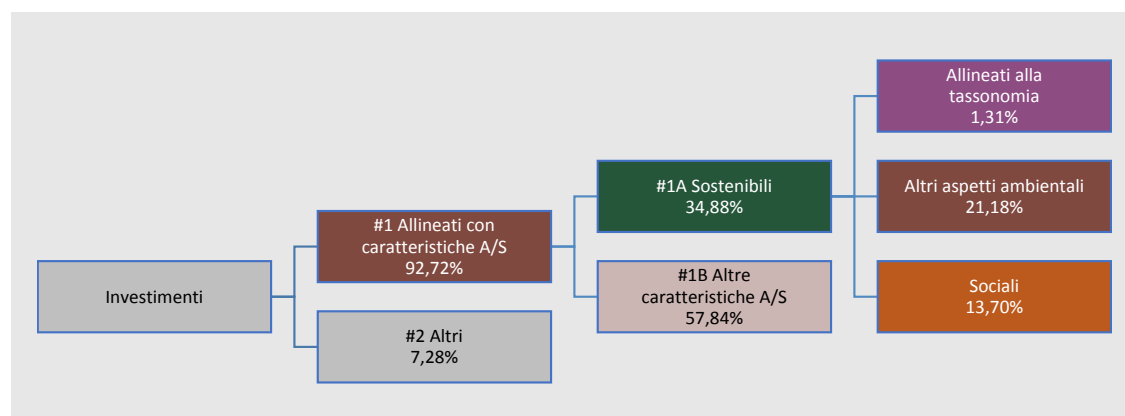 Investimenti
#1 Allineati con
caratteristiche A/S
92,72%
#2 Altri
7,28%
#1A Sostenibili
34,88%
#1B Altre
caratteristiche A/S
57,84%
Allineati alla
tassonomia
1,31%
Altri aspetti ambientali
21,18%
Sociali
13,70%